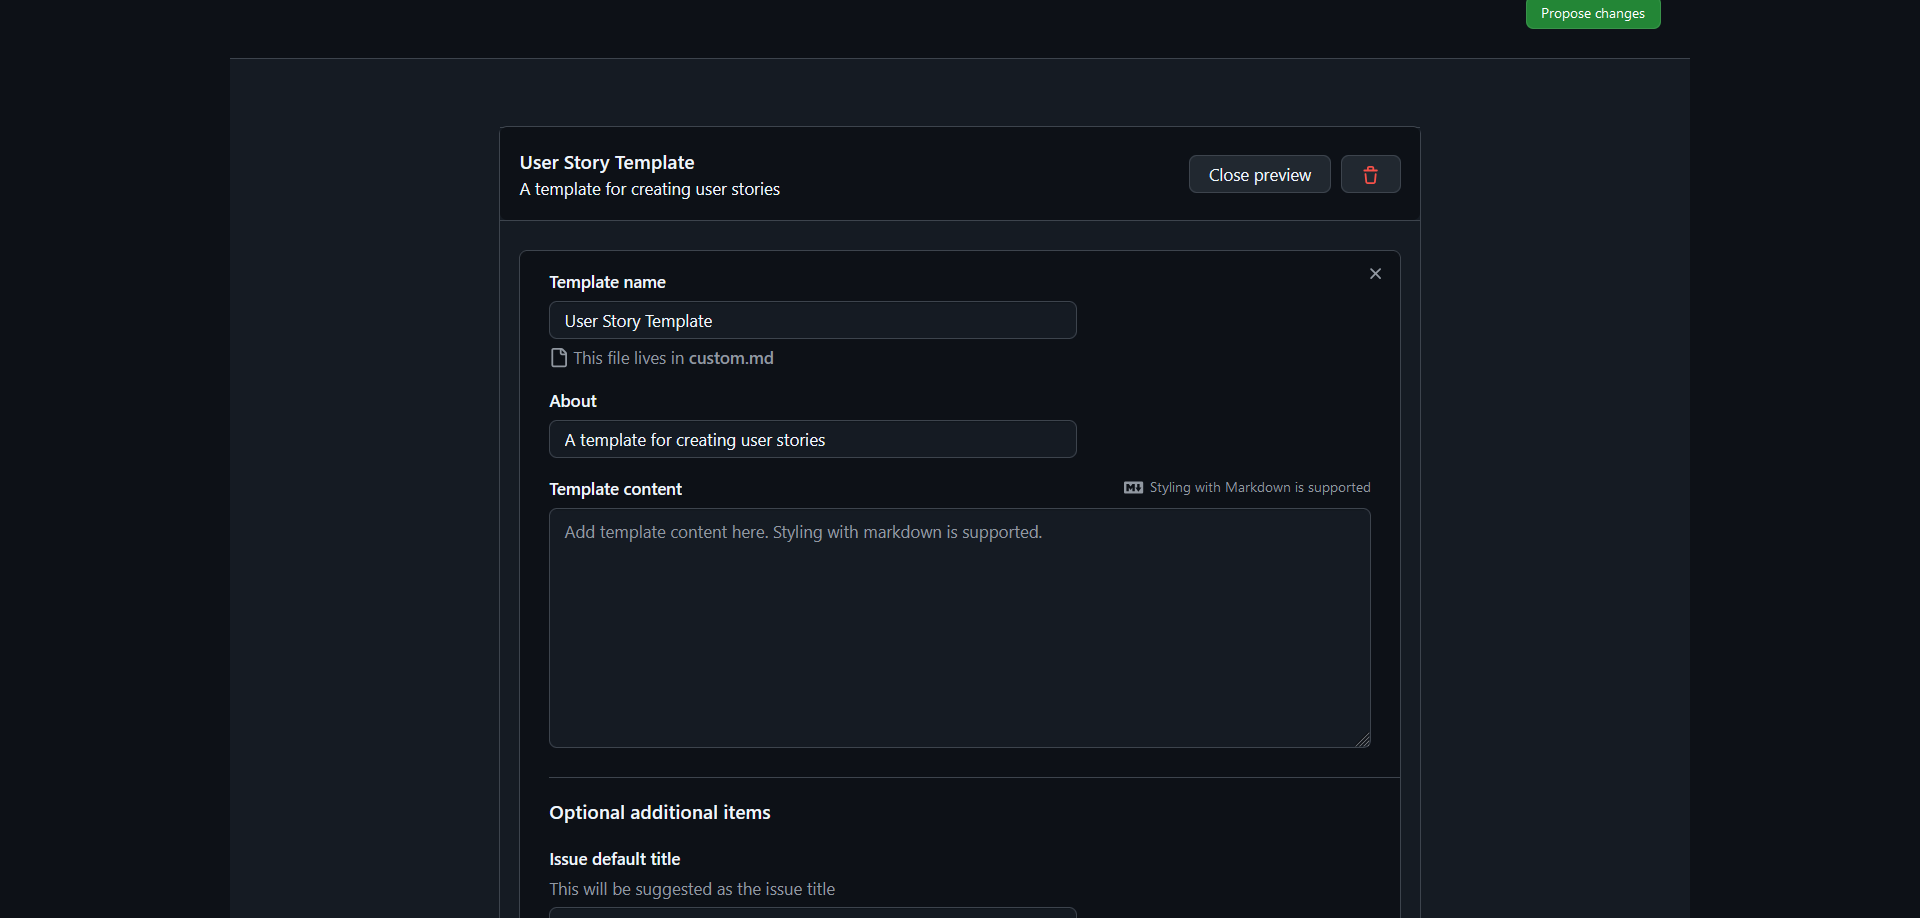 Propose changes
User Story Template
A template for creating user stories
Close preview
Template name
User Story Template
This file lives in custom.md
About
A template for creating user stories
Template content
Styling with Markdown is supported
Add template content here. Styling with markdown is supported.
Optional additional items
Issue default title
This will be suggested as the issue title